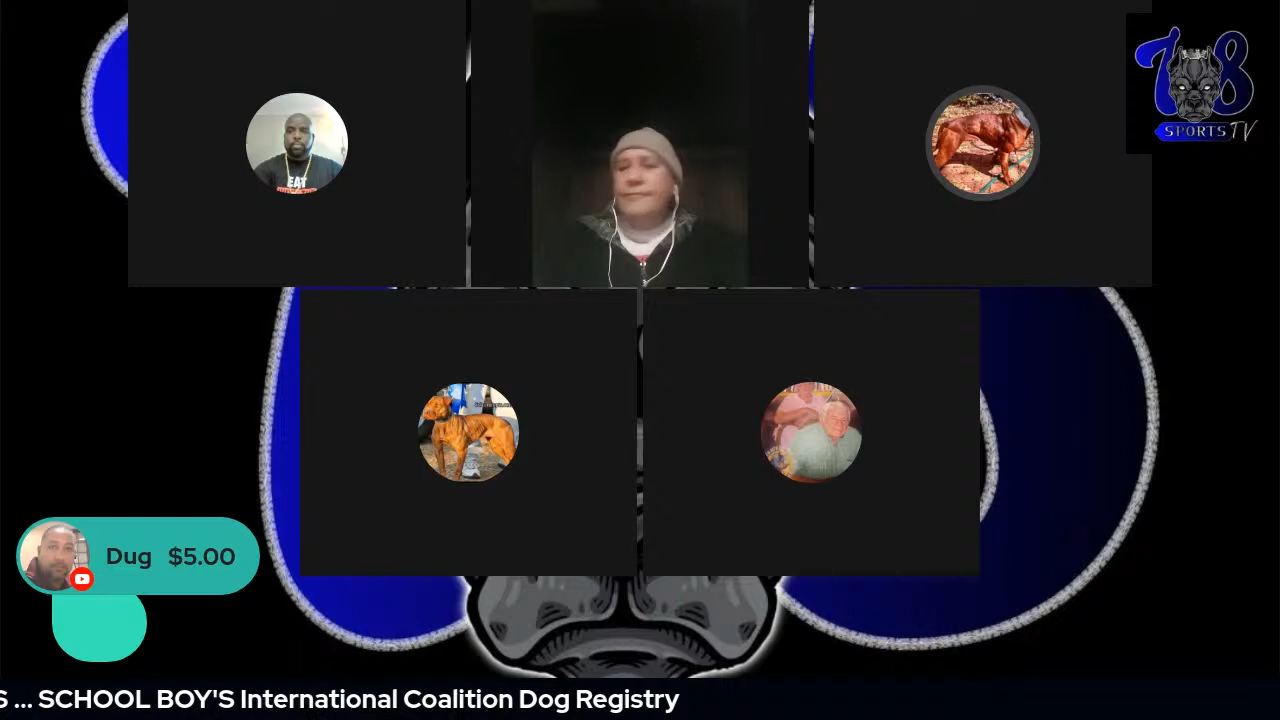 78
SPORTS TV
EAT
Dug $5.00
S ... SCHOOL BOY'S International Coalition Dog Registry